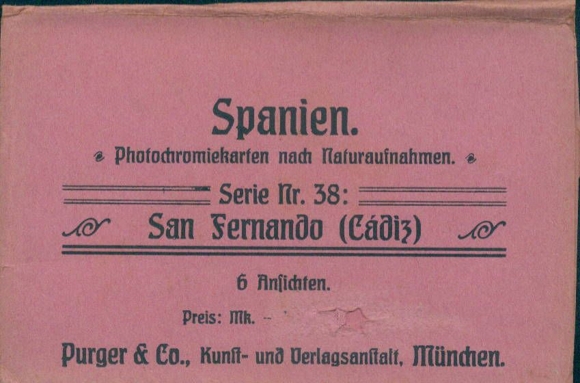 Spanien.
Photochromiekarten nach Naturaufnahmen.
Serie Nr. 38:
San Fernando (Cádiz)
6 Ansichten.
Preis: Mk. -
Purger & Co., Kunst- und Verlagsanstalt, München.